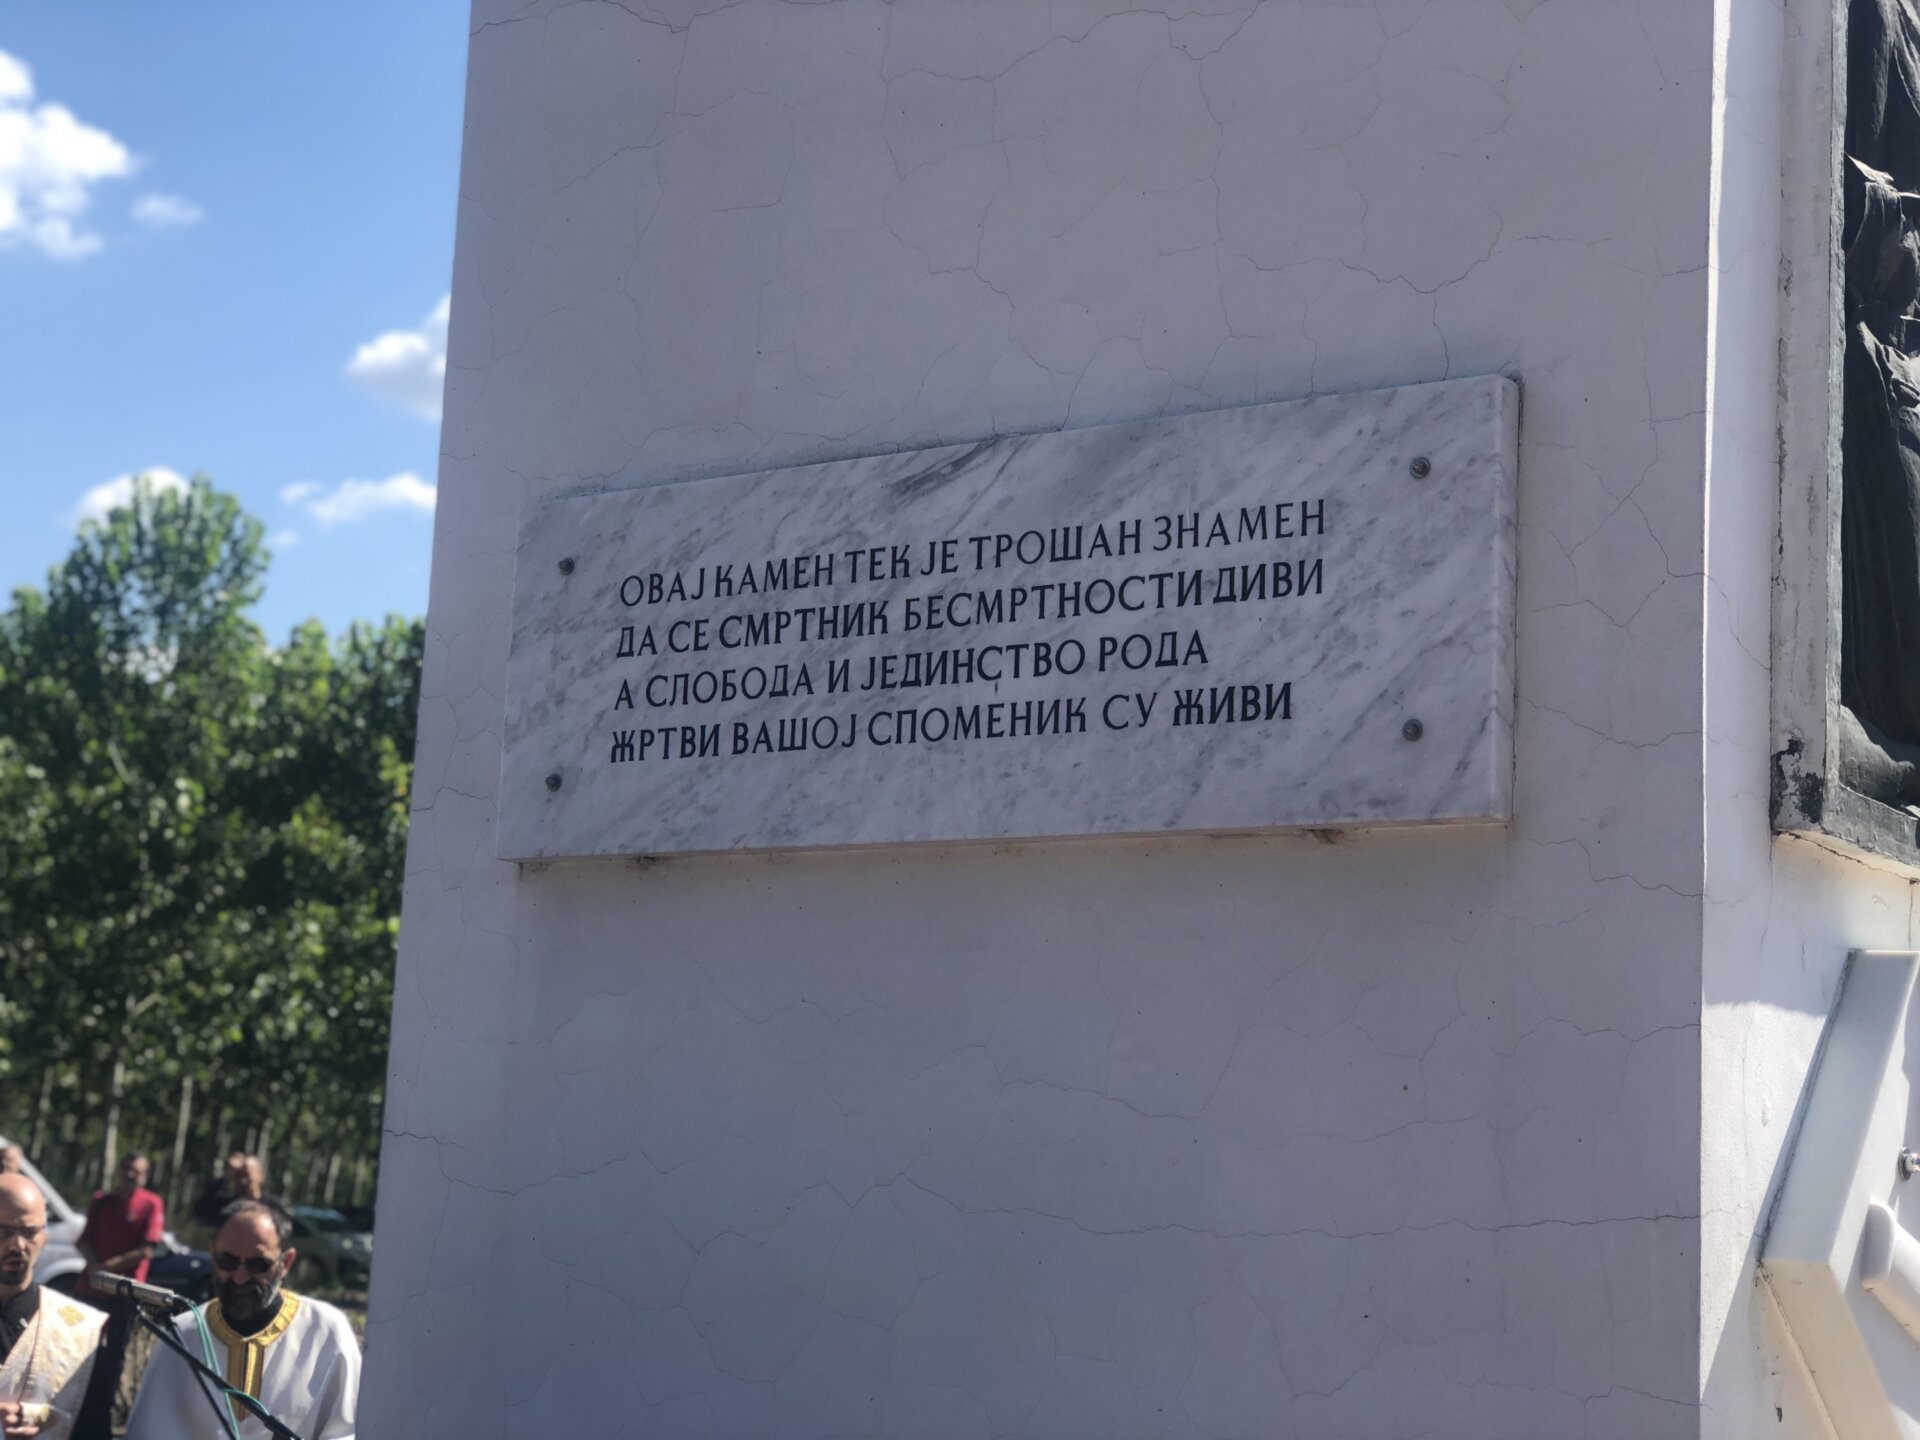 ОВАЈ КАМЕН ТЕК ЈЕ ТРОШАН ЗНАМЕН
ДА СЕ СМРТНИК БЕСМРТНОСТИ ДИВИ
А СЛОБОДА И ЈЕДИНСТВО РОДА
ЖРТВИ ВАШОЈ СПОМЕНИК СУ ЖИВИ